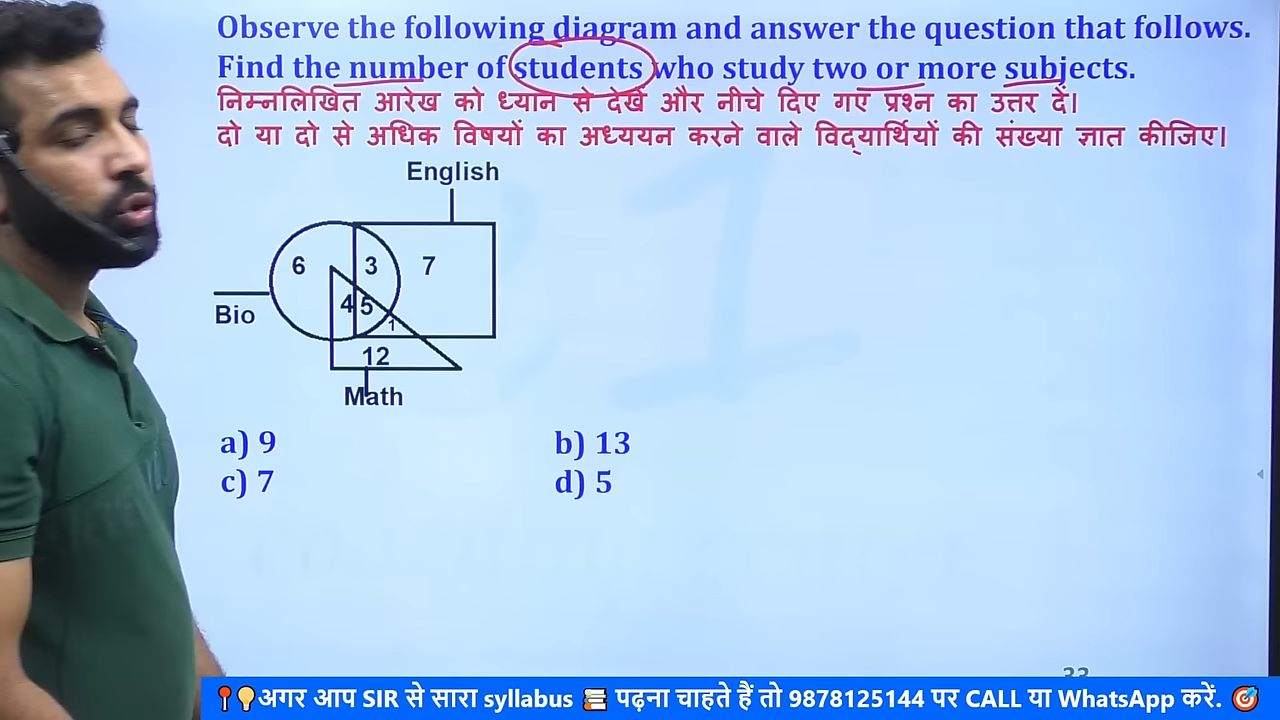 Observe the following diagram and answer the question that follows.
Find the number of students who study two or more subjects.
निम्नलिखित आरेख को ध्यान से देखें और नीचे दिए गए प्रश्न का उत्तर दें।
दो या दो से अधिक विषयों का अध्ययन करने वाले विद्यार्थियों की संख्या ज्ञात कीजिए।
English
6 3 7
4 5
1
Bio
12
Math
a) 9 b) 13
c) 7 d) 5
33
📍💡अगर आप SIR से सारा syllabus 📚 पढ़ना चाहते हैं तो 9878125144 पर CALL या WhatsApp करें. 🎯